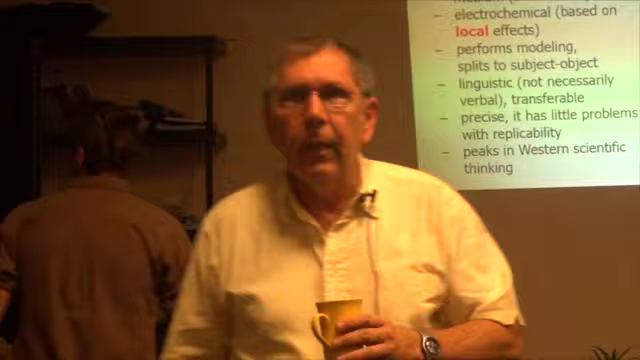 – electrochemical (based on
local effects)
– performs modeling,
splits to subject-object
– linguistic (not necessarily
verbal), transferable
– precise, it has little problems
with replicability
– peaks in Western scientific
thinking